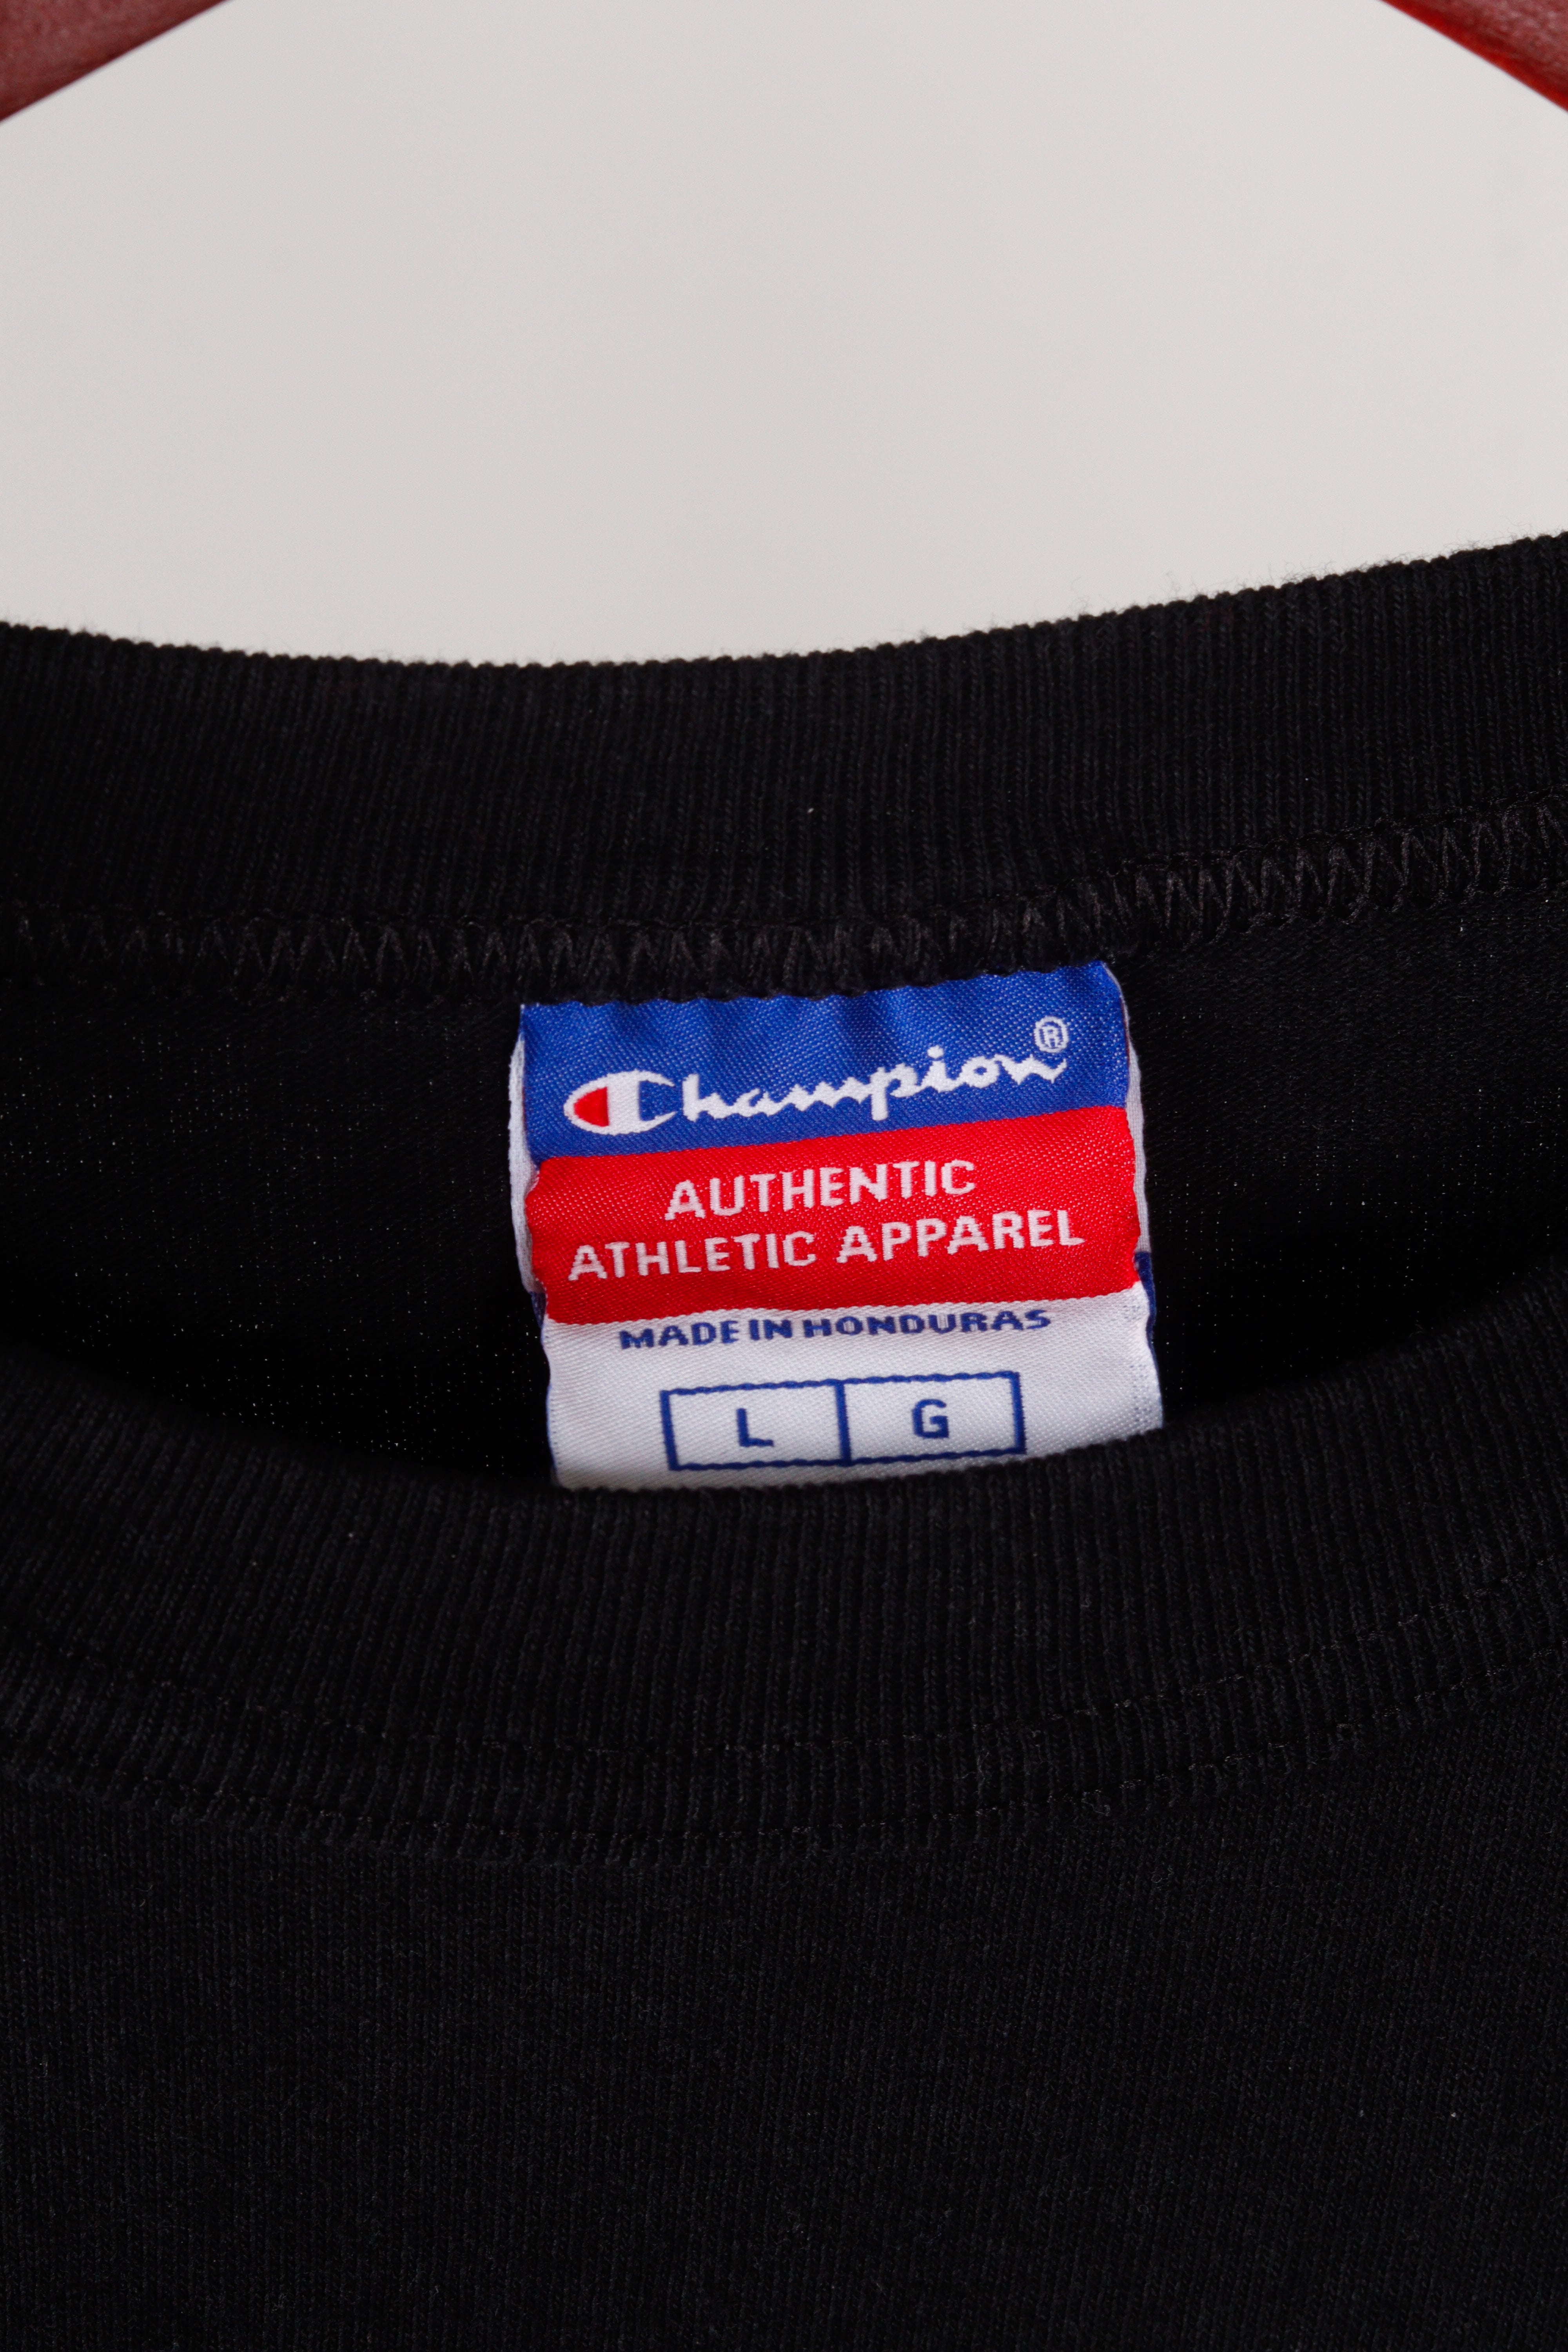 Champion®
AUTHENTIC
ATHLETIC APPAREL
MADE IN HONDURAS
L G